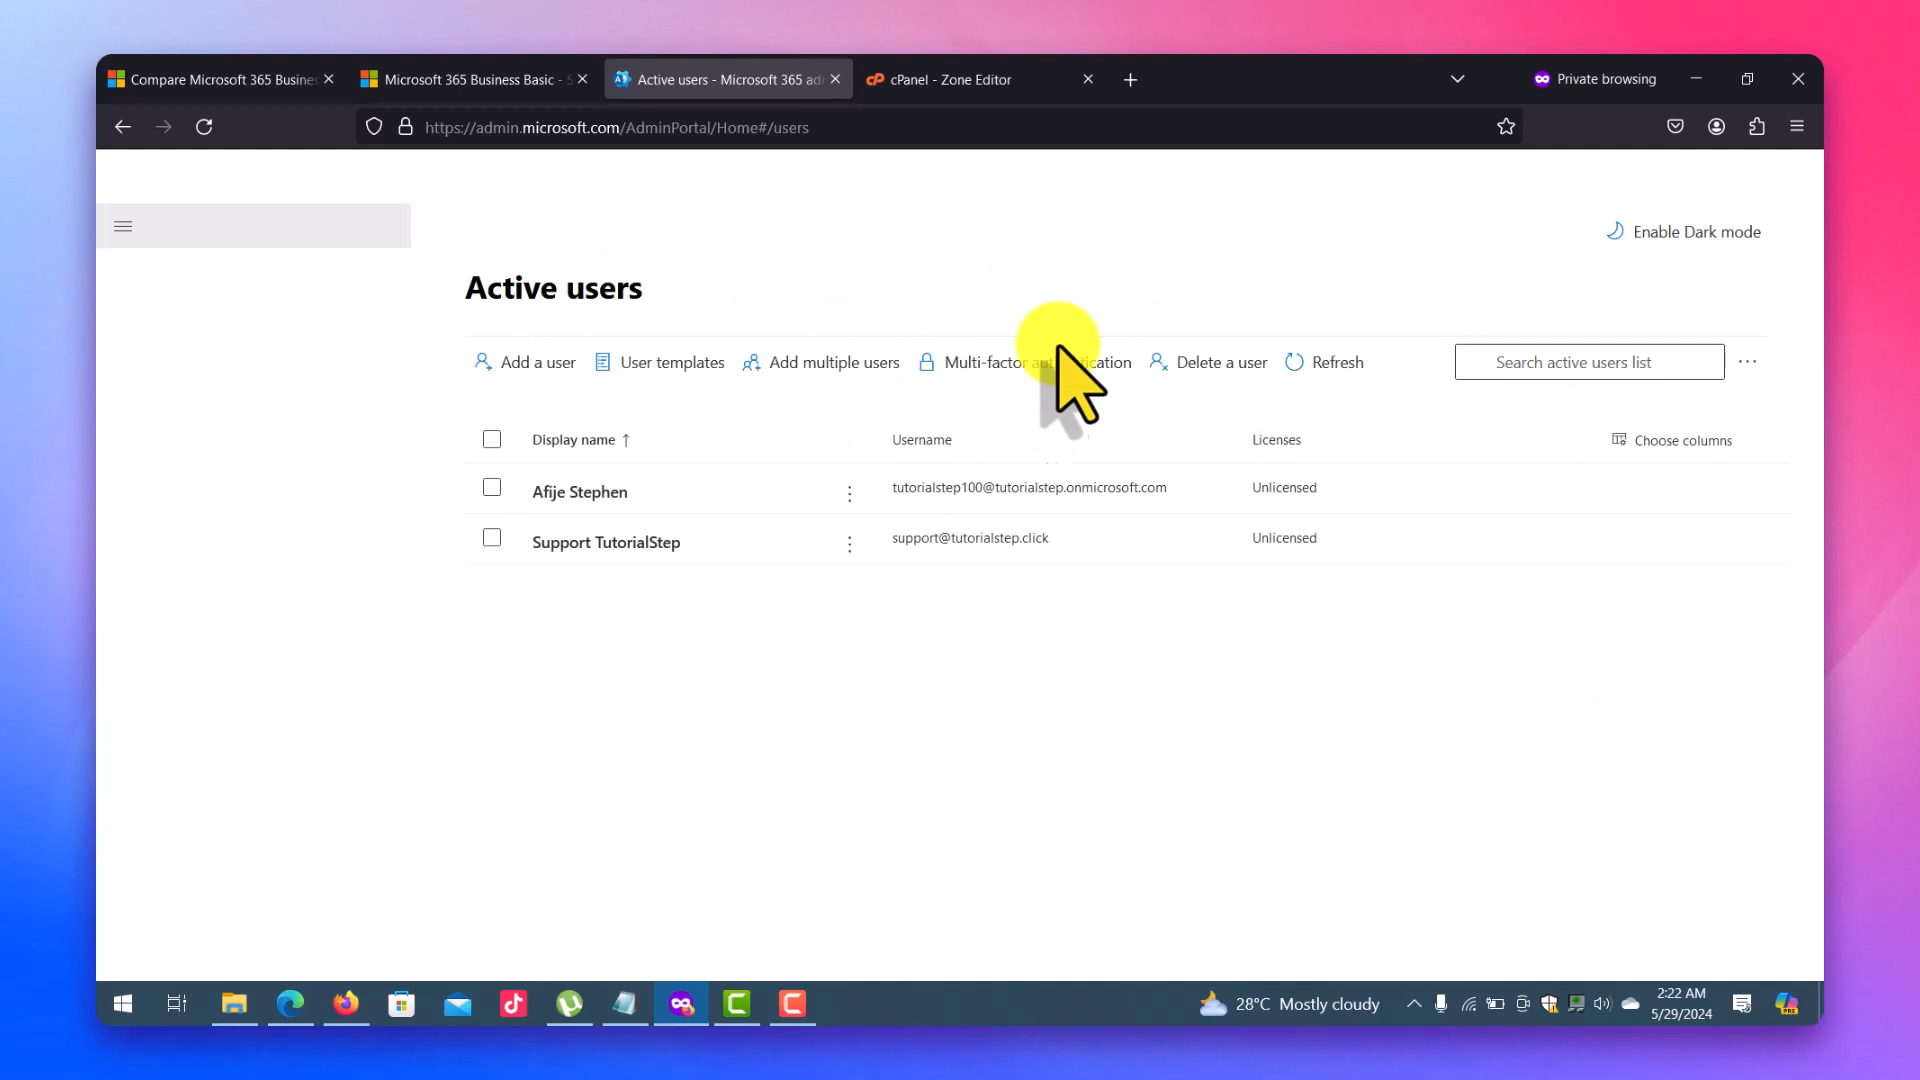 Compare Microsoft 365 Busines
Microsoft 365 Business Basic - S
Active users - Microsoft 365 ad
cPanel - Zone Editor
Private browsing
https://admin.microsoft.com/AdminPortal/Home#/users
Enable Dark mode
Active users
Add a user
User templates
Add multiple users
Multi-factor authentication
Delete a user
Refresh
Search active users list
Display name ↑
Username
Licenses
Choose columns
Afije Stephen
tutorialstep100@tutorialstep.onmicrosoft.com
Unlicensed
Support TutorialStep
support@tutorialstep.click
Unlicensed
28°C Mostly cloudy
2:22 AM
5/29/2024
PRE